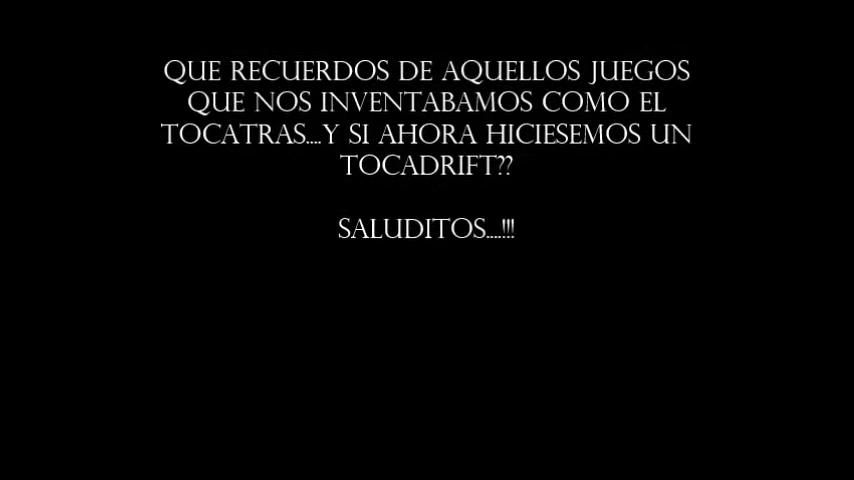 QUE RECUERDOS DE AQUELLOS JUEGOS
QUE NOS INVENTABAMOS COMO EL
TOCATRAS....Y SI AHORA HICIESEMOS UN
TOCADRIFT??
SALUDITOS....!!!